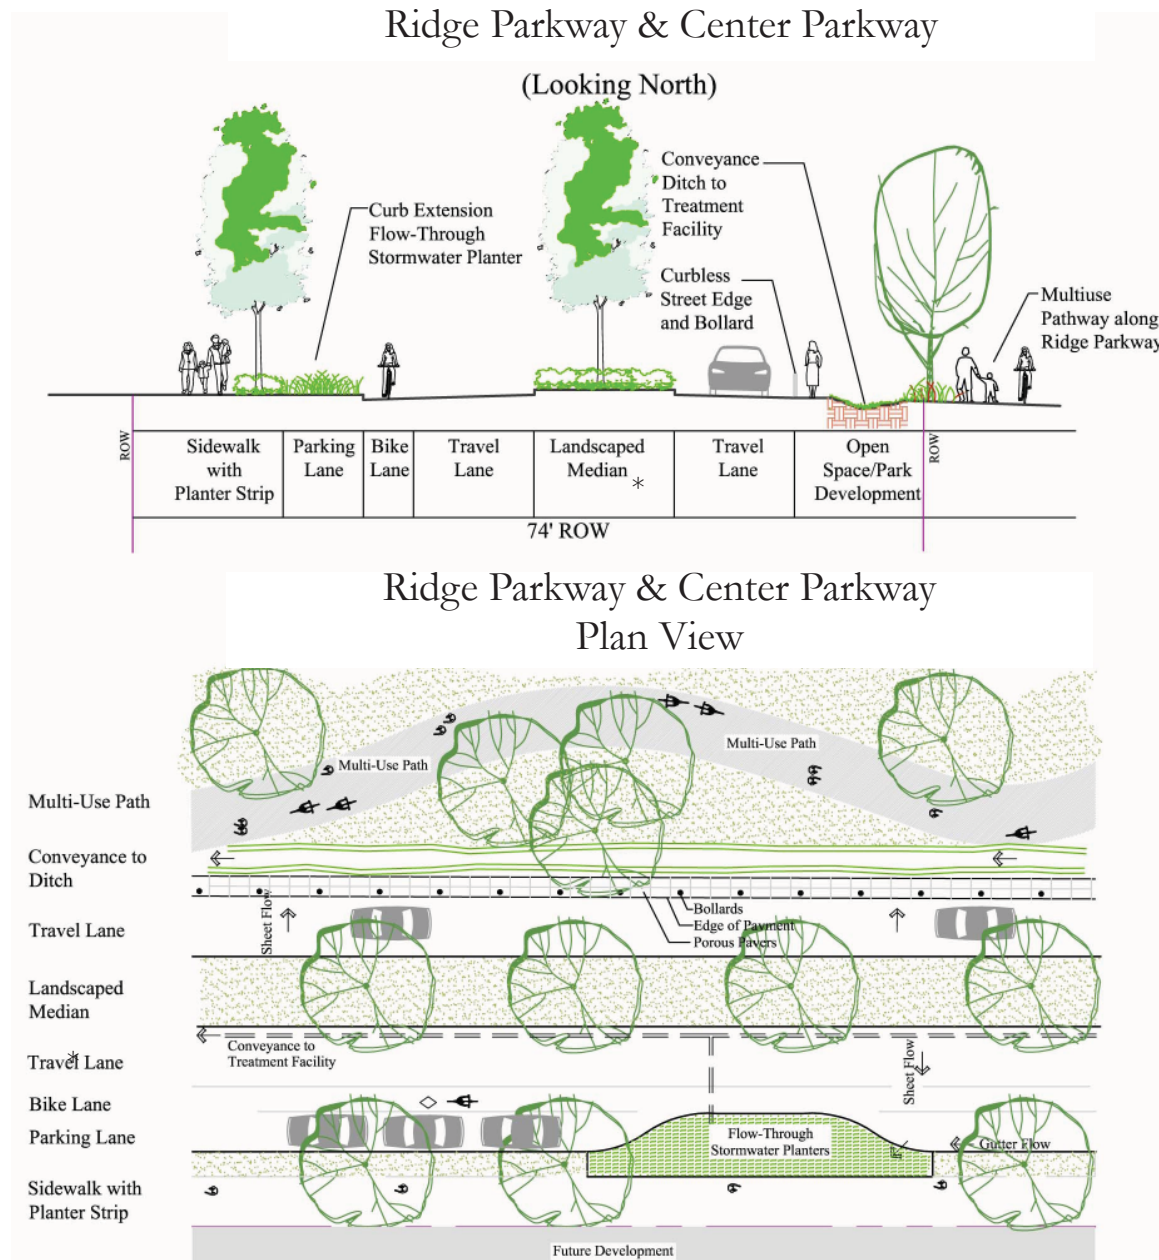 Ridge Parkway & Center Parkway
(Looking North)
Conveyance
Ditch to
Treatment
Facility
Curb Extension
Flow-Through
Stormwater Planter
Curbless
Street Edge
and Bollard
Multiuse
Pathway along
Ridge Parkway
ROW
Sidewalk
with
Planter Strip
Parking
Lane
Bike
Lane
Travel
Lane
Landscaped
Median
*
Travel
Lane
Open
Space/Park
Development
ROW
74' ROW
Ridge Parkway & Center Parkway
Plan View
Multi-Use Path
Multi-Use Path
Multi-Use Path
Conveyance to
Ditch
Sheet Flow
Bollards
Edge of Pavment
Porous Pavers
Travel Lane
Landscaped
Median
Conveyance to
Treatment Facility
Travel Lane
*
Sheet Flow
Bike Lane
Parking Lane
Flow-Through
Stormwater Planters
Gutter Flow
Sidewalk with
Planter Strip
Future Development